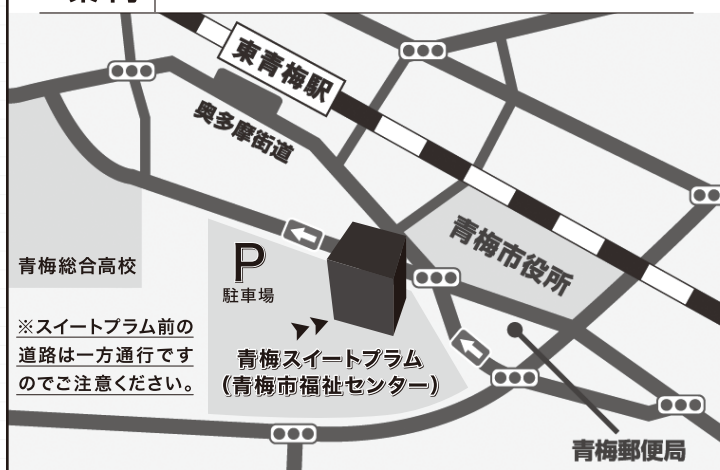 東青梅駅
奥多摩街道
青梅市役所
P
駐車場
青梅総合高校
※スイートプラム前の
道路は一方通行です
のでご注意ください。
青梅スイートプラム
（青梅市福祉センター）
青梅郵便局